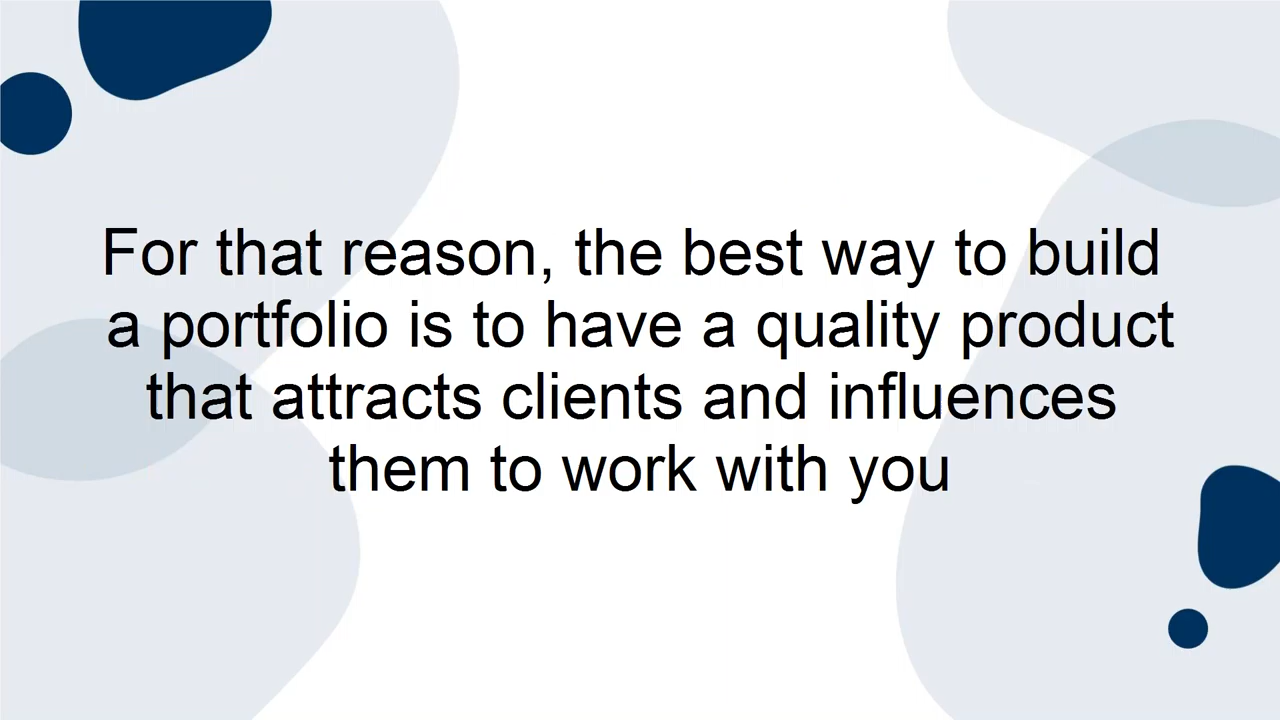 For that reason, the best way to build
a portfolio is to have a quality product
that attracts clients and influences
them to work with you